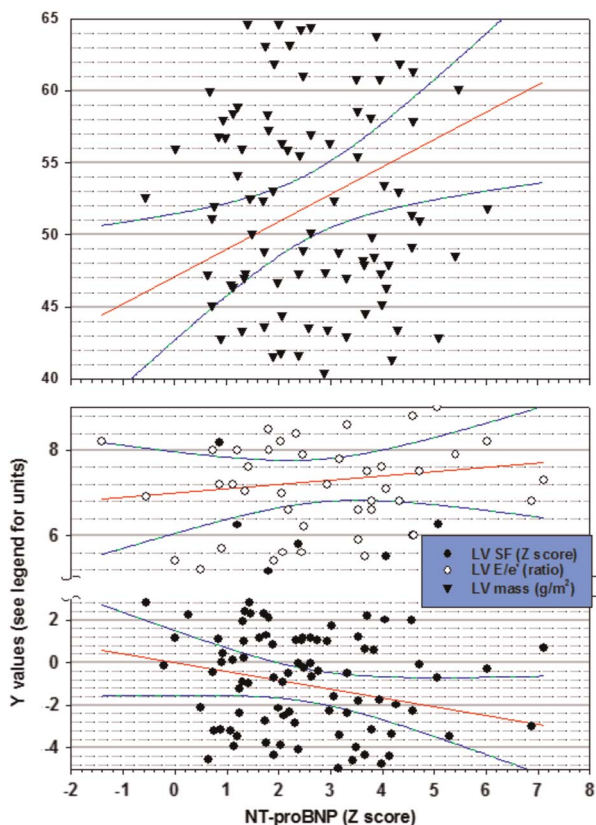 65
60
55
50
45
40
8
6
2
0
-2
-4
Y values (see legend for units)
LV SF (Z score)
LV E/e' (ratio)
LV mass (g/m²)
-2 -1 0 1 2 3 4 5 6 7 8
NT-proBNP (Z score)